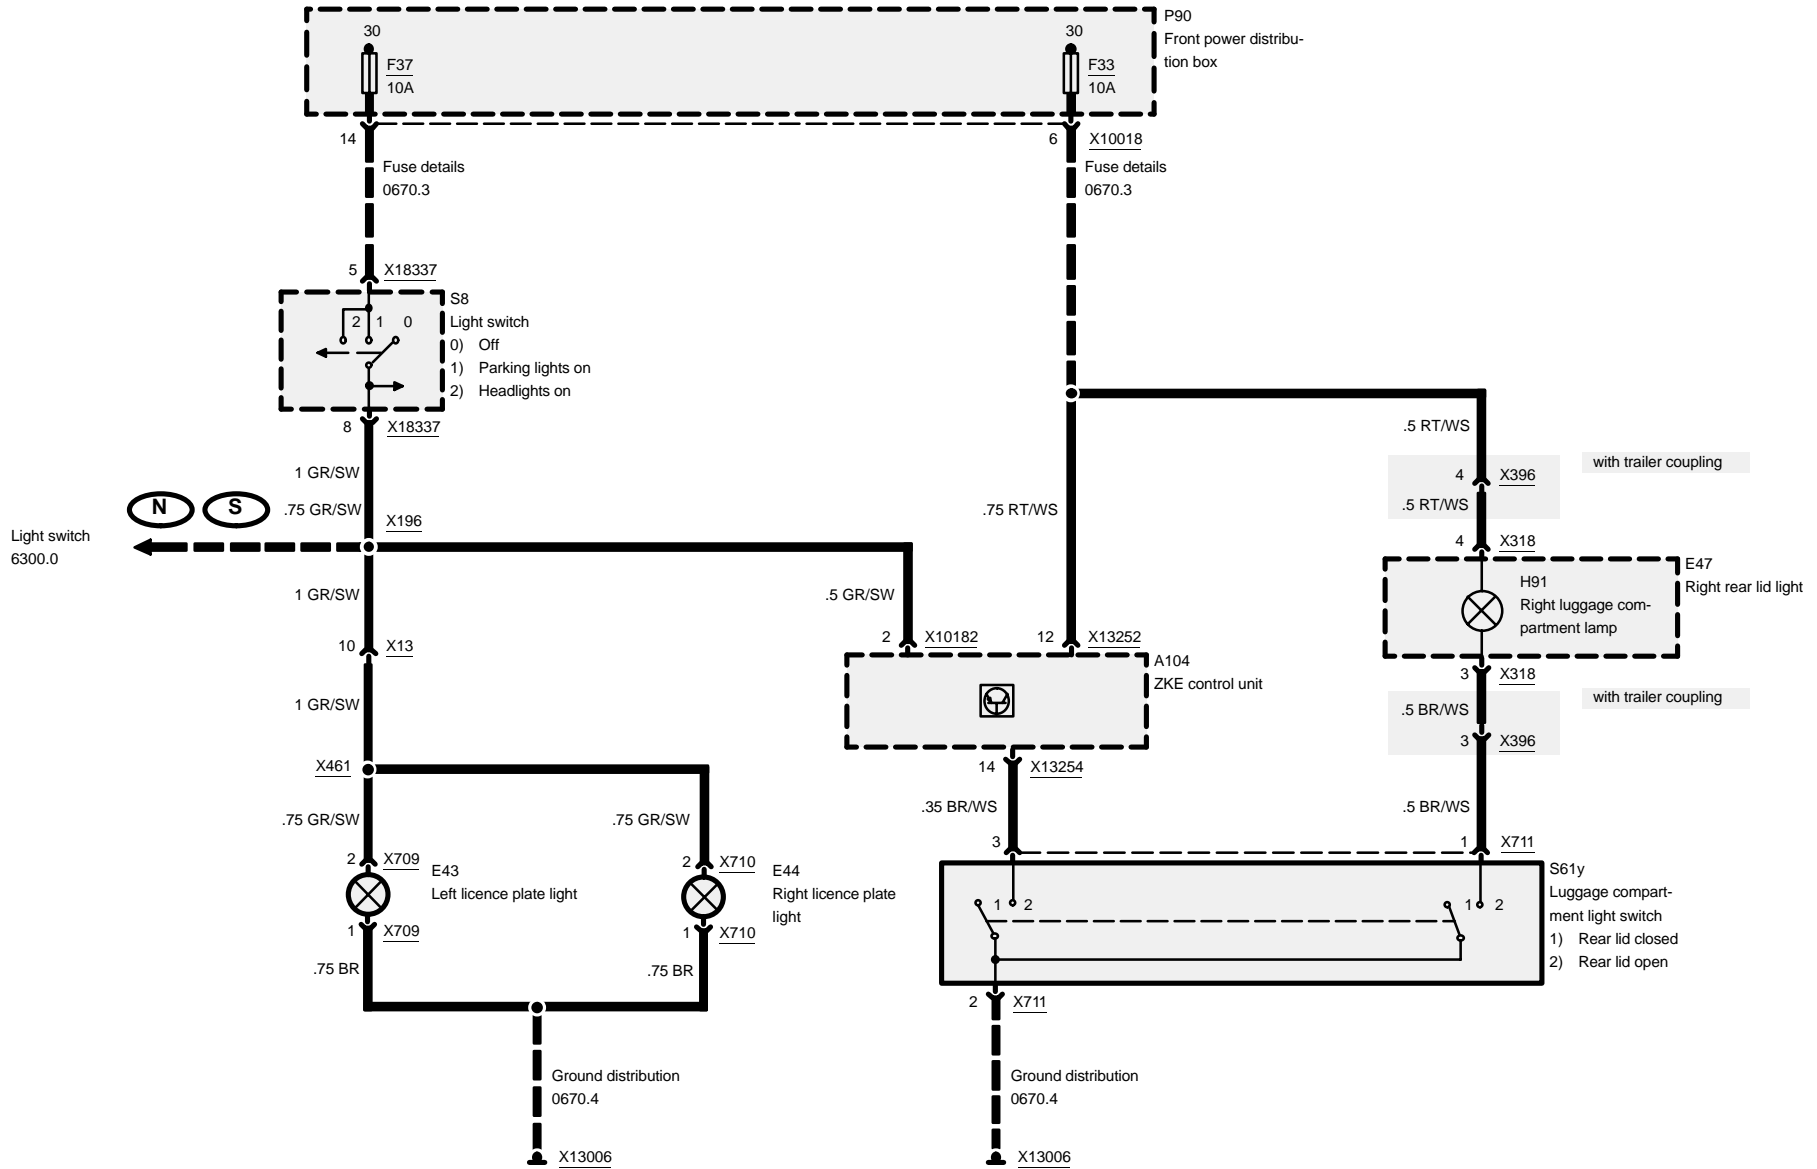 P90
Front power distribu-
tion box
30
F37
10A
30
F33
10A
14
6
X10018
Fuse details
0670.3
Fuse details
0670.3
5
X18337
S8
Light switch
0) Off
1) Parking lights on
2) Headlights on
2 1 0
8
X18337
1 GR/SW
.75 GR/SW
N
S
X196
Light switch
6300.0
1 GR/SW
.5 GR/SW
.75 RT/WS
.5 RT/WS
with trailer coupling
4
X396
.5 RT/WS
4
X318
E47
Right rear lid light
H91
Right luggage com-
partment lamp
10
X13
2
X10182
12
X13252
A104
ZKE control unit
3
X318
with trailer coupling
.5 BR/WS
3
X396
1 GR/SW
X461
14
X13254
.35 BR/WS
.5 BR/WS
.75 GR/SW
.75 GR/SW
2
X709
E43
Left licence plate light
1
X709
2
X710
E44
Right licence plate
light
1
X710
3
1
X711
S61y
Luggage compart-
ment light switch
1) Rear lid closed
2) Rear lid open
1 2
1 2
.75 BR
.75 BR
2
X711
Ground distribution
0670.4
Ground distribution
0670.4
X13006
X13006